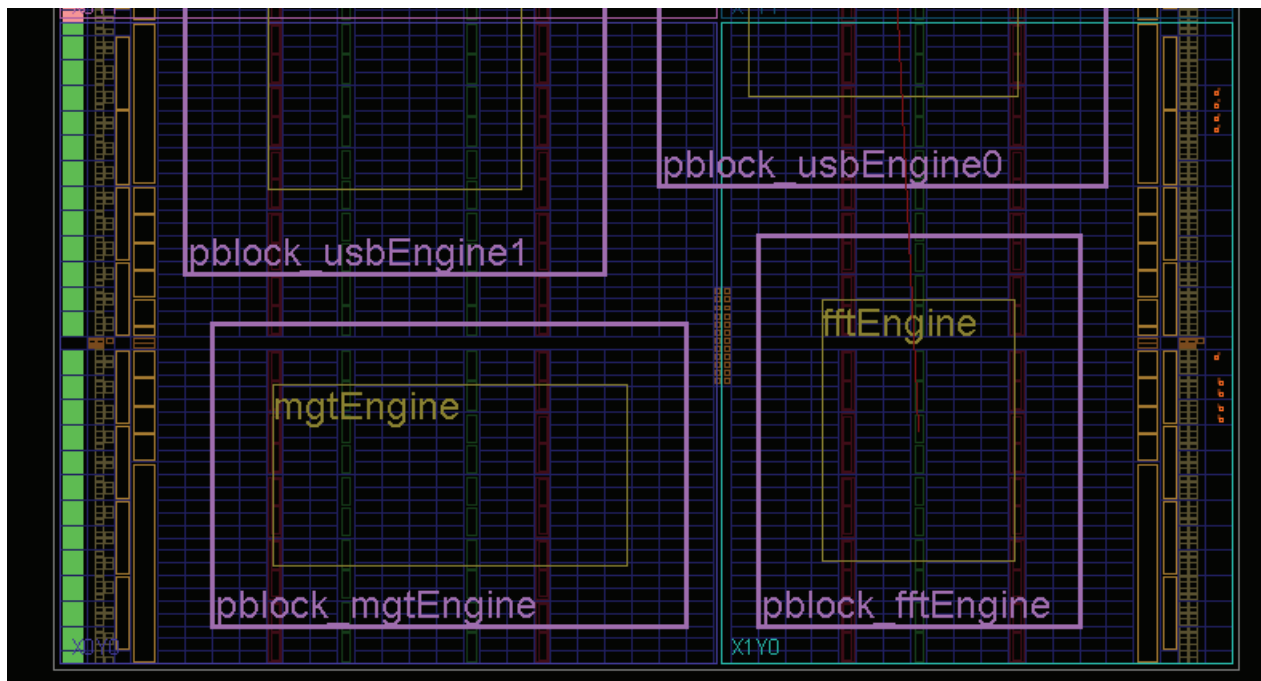 pblock_usbEngine0
pblock_usbEngine1
fftEngine
mgtEngine
pblock_mgtEngine
pblock_fftEngine
X0Y0
X1Y0